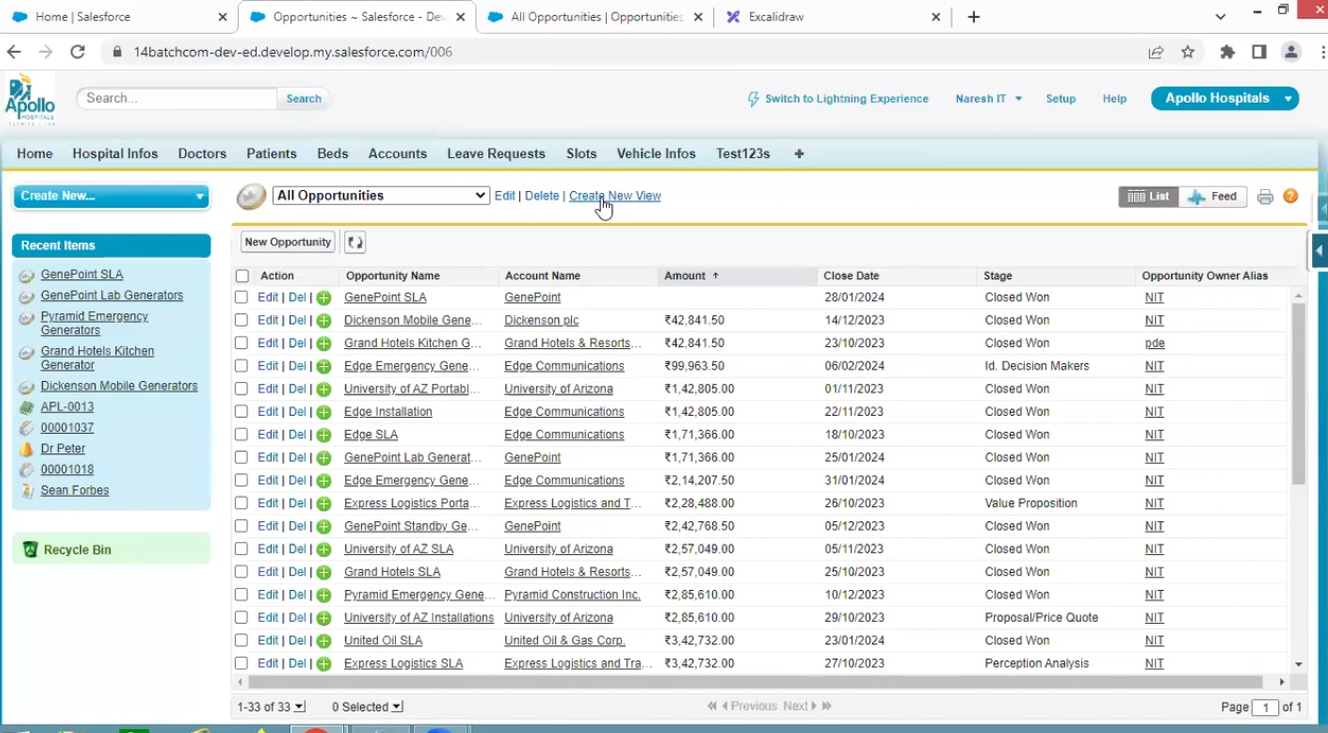 Home | Salesforce
Opportunities ~ Salesforce - Dev
All Opportunities | Opportunities
Excalidraw
14batchcom-dev-ed.develop.my.salesforce.com/006
Apollo
HOSPITALS
Search...
Search
Switch to Lightning Experience
Naresh IT
Setup
Help
Apollo Hospitals
Home Hospital Infos Doctors Patients Beds Accounts Leave Requests Slots Vehicle Infos Test123s +
Create New...
All Opportunities
Edit | Delete | Create New View
List
Feed
Recent Items
GenePoint SLA
GenePoint Lab Generators
Pyramid Emergency
Generators
Grand Hotels Kitchen
Generator
Dickenson Mobile Generators
APL-0013
00001037
Dr Peter
00001018
Sean Forbes
Recycle Bin
New Opportunity
Action Opportunity Name Account Name Amount ↑ Close Date Stage Opportunity Owner Alias
Edit | Del | GenePoint SLA GenePoint 28/01/2024 Closed Won NIT
Edit | Del | Dickenson Mobile Gene... Dickenson plc ₹42,841.50 14/12/2023 Closed Won NIT
Edit | Del | Grand Hotels Kitchen G... Grand Hotels & Resorts... ₹42,841.50 23/10/2023 Closed Won pde
Edit | Del | Edge Emergency Gene... Edge Communications ₹99,963.50 06/02/2024 Id. Decision Makers NIT
Edit | Del | University of AZ Portabl... University of Arizona ₹1,42,805.00 01/11/2023 Closed Won NIT
Edit | Del | Edge Installation Edge Communications ₹1,42,805.00 22/11/2023 Closed Won NIT
Edit | Del | Edge SLA Edge Communications ₹1,71,366.00 18/10/2023 Closed Won NIT
Edit | Del | GenePoint Lab Generat... GenePoint ₹1,71,366.00 25/01/2024 Closed Won NIT
Edit | Del | Edge Emergency Gene... Edge Communications ₹2,14,207.50 31/01/2024 Closed Won NIT
Edit | Del | Express Logistics Porta... Express Logistics and T... ₹2,28,488.00 26/10/2023 Value Proposition NIT
Edit | Del | GenePoint Standby Ge... GenePoint ₹2,42,768.50 05/12/2023 Closed Won NIT
Edit | Del | University of AZ SLA University of Arizona ₹2,57,049.00 05/11/2023 Closed Won NIT
Edit | Del | Grand Hotels SLA Grand Hotels & Resorts... ₹2,57,049.00 25/10/2023 Closed Won NIT
Edit | Del | Pyramid Emergency Gene... Pyramid Construction Inc. ₹2,85,610.00 10/12/2023 Closed Won NIT
Edit | Del | University of AZ Installations University of Arizona ₹2,85,610.00 29/10/2023 Proposal/Price Quote NIT
Edit | Del | United Oil SLA United Oil & Gas Corp. ₹3,42,732.00 23/01/2024 Closed Won NIT
Edit | Del | Express Logistics SLA Express Logistics and Tra... ₹3,42,732.00 27/10/2023 Perception Analysis NIT
1-33 of 33 0 Selected Previous Next Page 1 of 1